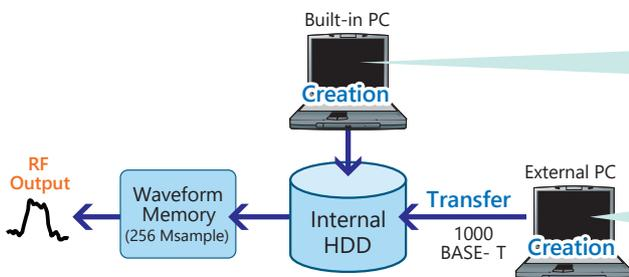 Built-in PC
Creation
RF
Output
Waveform
Memory
(256 Msample)
Internal
HDD
Transfer
1000
BASE- T
External PC
Creation